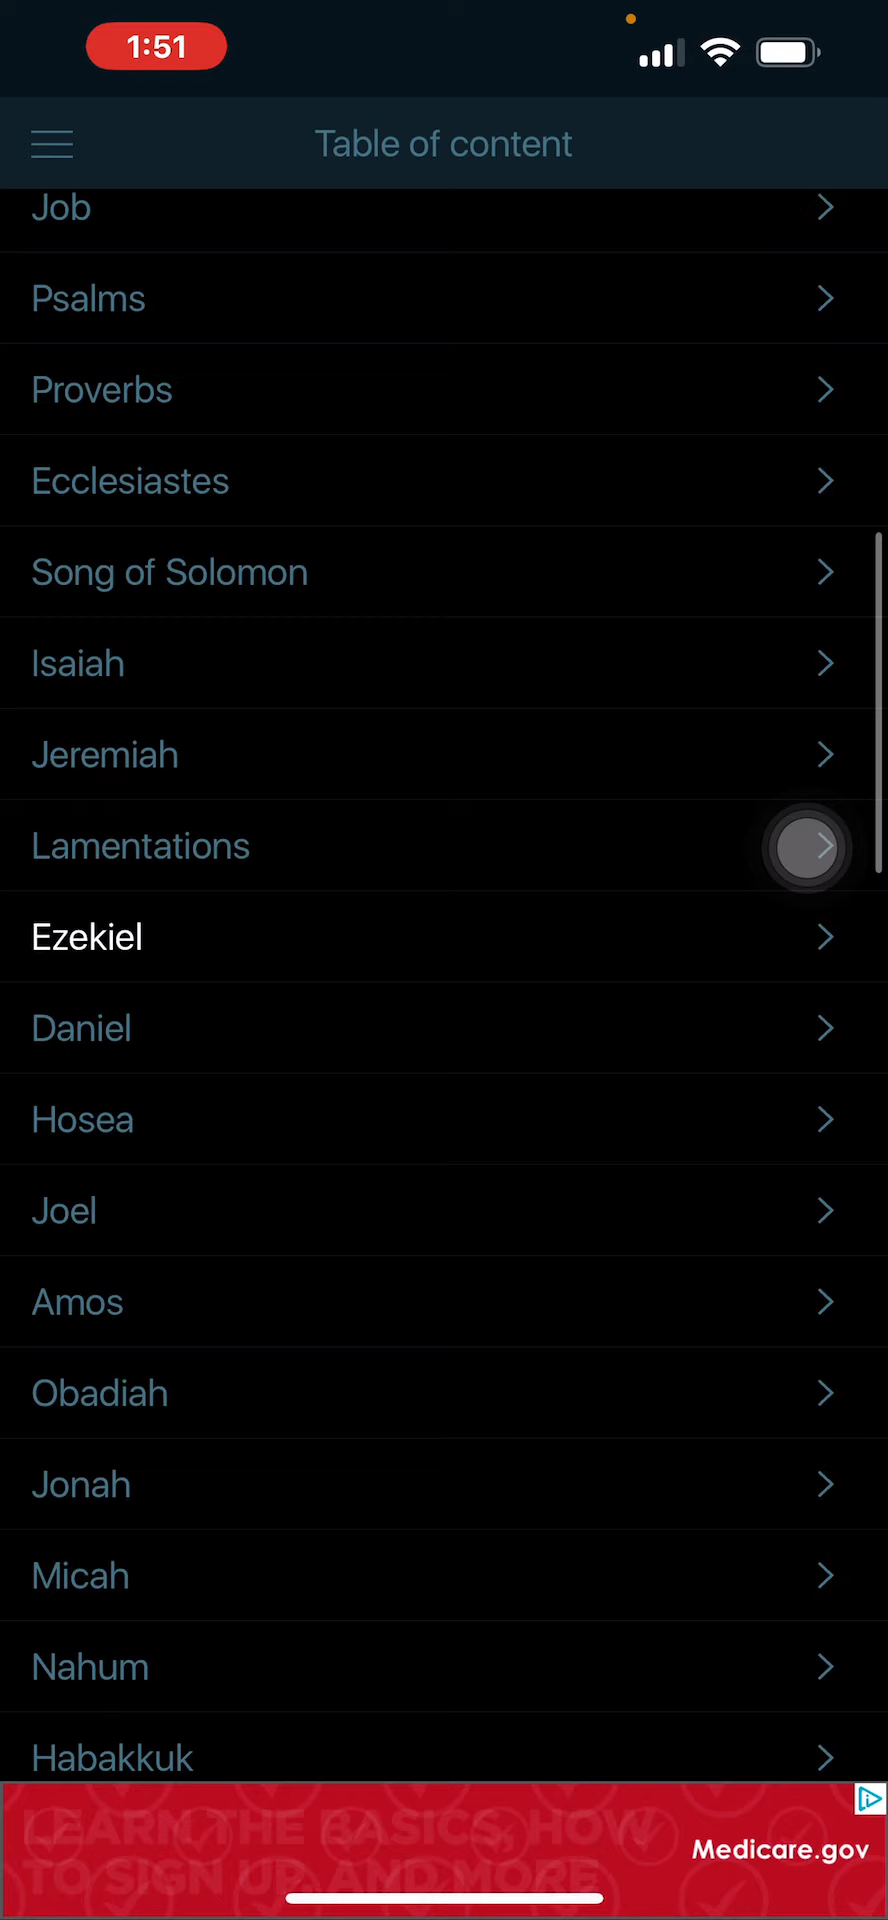 1:51
Table of content
Job
Psalms
Proverbs
Ecclesiastes
Song of Solomon
Isaiah
Jeremiah
Lamentations
Ezekiel
Daniel
Hosea
Joel
Amos
Obadiah
Jonah
Micah
Nahum
Habakkuk
LEARN THE BASICS, HOW
TO SIGN UP, AND MORE
Medicare.gov